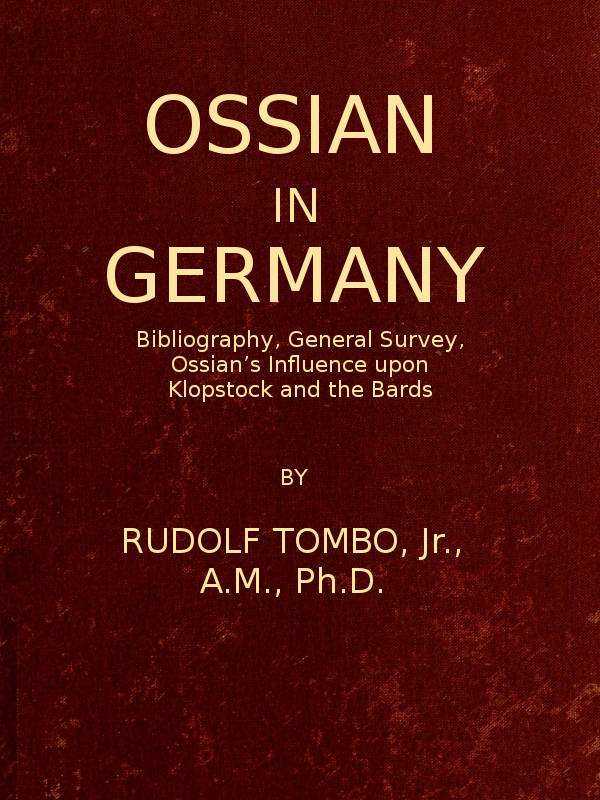 OSSIAN
IN
GERMANY
Bibliography, General Survey,
Ossian’s Influence upon
Klopstock and the Bards
BY
RUDOLF TOMBO, Jr.,
A.M., Ph.D.